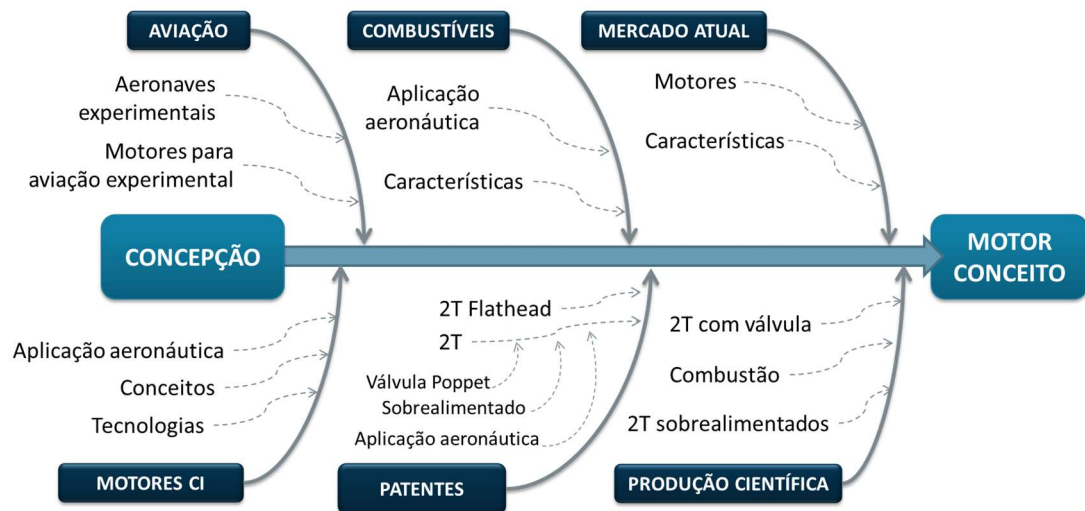 AVIAÇÃO
Aeronaves
experimentais
Motores para
aviação experimental
COMBUSTÍVEIS
Aplicação
aeronáutica
Características
MERCADO ATUAL
Motores
Características
CONCEPÇÃO
MOTOR
CONCEITO
Aplicação aeronáutica
Conceitos
Tecnologias
MOTORES CI
2T Flathead
2T
Válvula Poppet
Sobrealimentado
Aplicação aeronáutica
PATENTES
2T com válvula
Combustão
2T sobrealimentados
PRODUÇÃO CIENTÍFICA